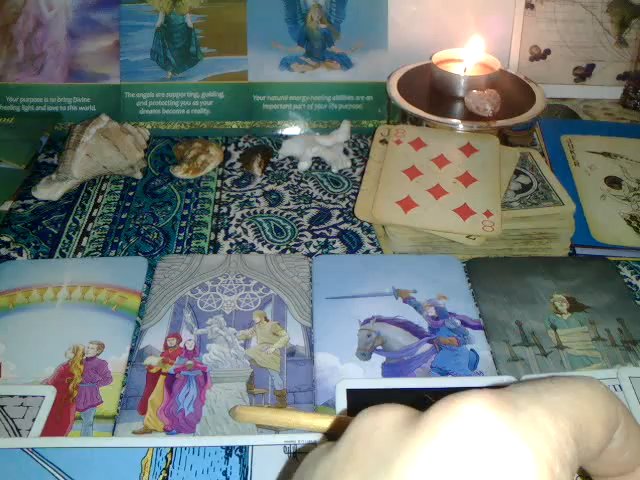 Your purpose is to bring Divine
healing light and love to this world.
The angels are supporting, guiding,
and protecting you as your
dreams become a reality.
Your natural energy-healing abilities are an
important part of your life purpose.
8
8
JOKER